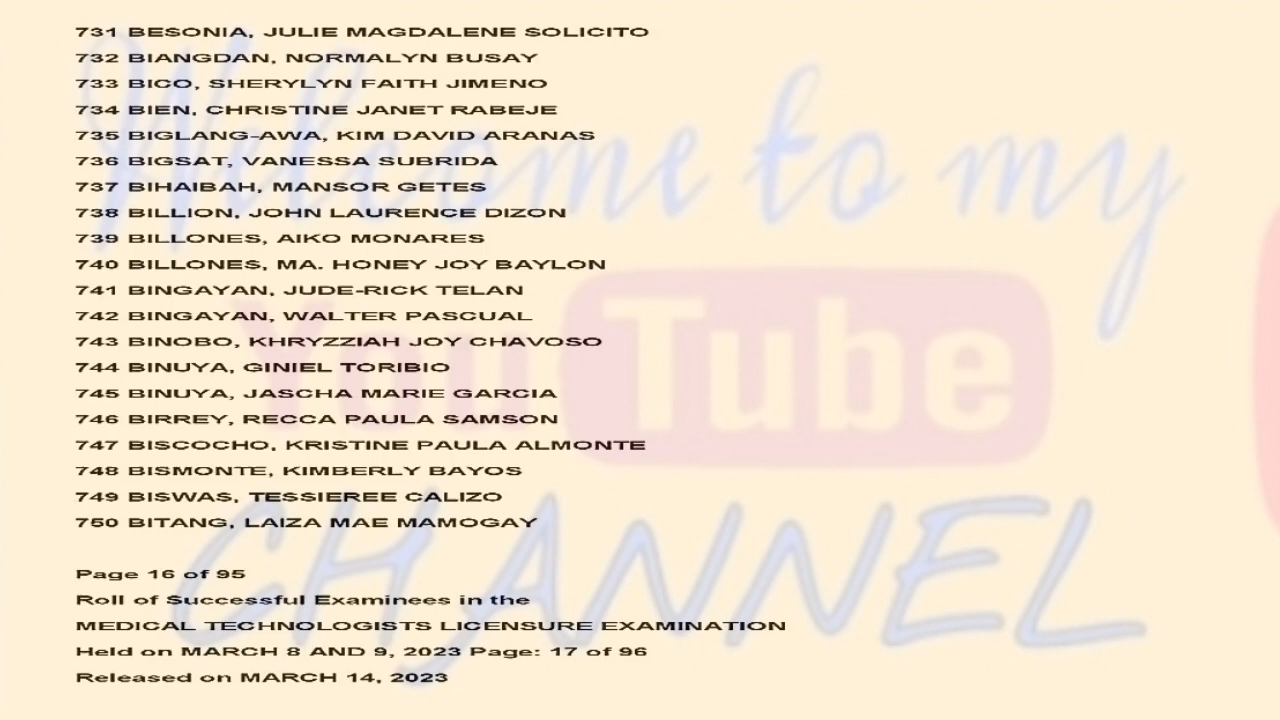 731 BESONIA, JULIE MAGDALENE SOLICITO
732 BIANGDAN, NORMALYN BUSAY
733 BICO, SHERYLYN FAITH JIMENO
734 BIEN, CHRISTINE JANET RABEJE
735 BIGLANG-AWA, KIM DAVID ARANAS
736 BIGSAT, VANESSA SUBRIDA
737 BIHAIBAH, MANSOR GETES
738 BILLION, JOHN LAURENCE DIZON
739 BILLONES, AIKO MONARES
740 BILLONES, MA. HONEY JOY BAYLON
741 BINGAYAN, JUDE-RICK TELAN
742 BINGAYAN, WALTER PASCUAL
743 BINOBO, KHRYZZIAH JOY CHAVOSO
744 BINUYA, GINIEL TORIBIO
745 BINUYA, JASCHA MARIE GARCIA
746 BIRREY, RECCA PAULA SAMSON
747 BISCOCHO, KRISTINE PAULA ALMONTE
748 BISMONTE, KIMBERLY BAYOS
749 BISWAS, TESSIEREE CALIZO
750 BITANG, LAIZA MAE MAMOGAY
Page 16 of 95
Roll of Successful Examinees in the
MEDICAL TECHNOLOGISTS LICENSURE EXAMINATION
Held on MARCH 8 AND 9, 2023 Page: 17 of 96
Released on MARCH 14, 2023
Welcome to my
YouTube
CHANNEL